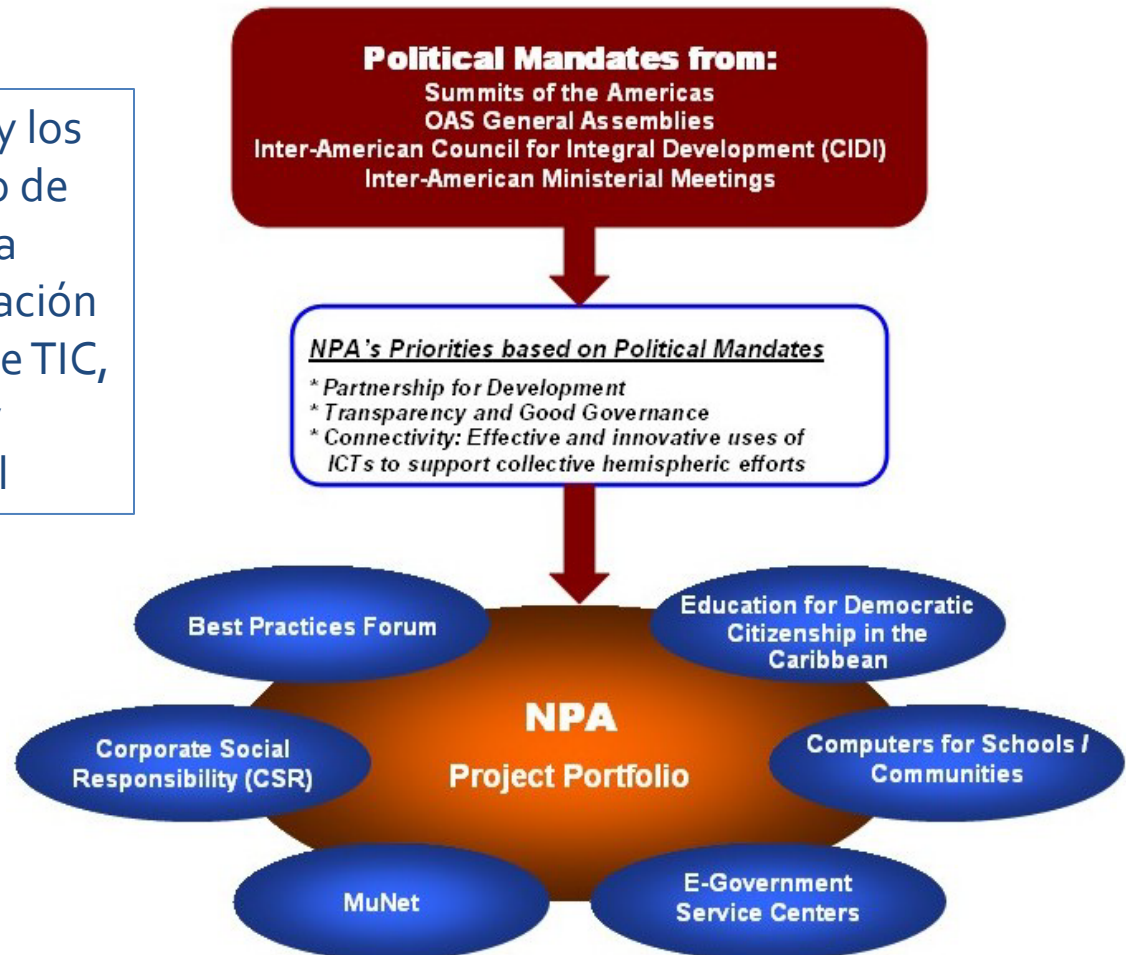 y los
o de
a
ación
e TIC,
l
Political Mandates from:
Summits of the Americas
OAS General Assemblies
Inter-American Council for Integral Development (CIDI)
Inter-American Ministerial Meetings
NPA's Priorities based on Political Mandates
* Partnership for Development
* Transparency and Good Governance
* Connectivity: Effective and innovative uses of
ICTs to support collective hemispheric efforts
Best Practices Forum
Education for Democratic
Citizenship in the
Caribbean
NPA
Project Portfolio
Corporate Social
Responsibility (CSR)
Computers for Schools /
Communities
MuNet
E-Government
Service Centers